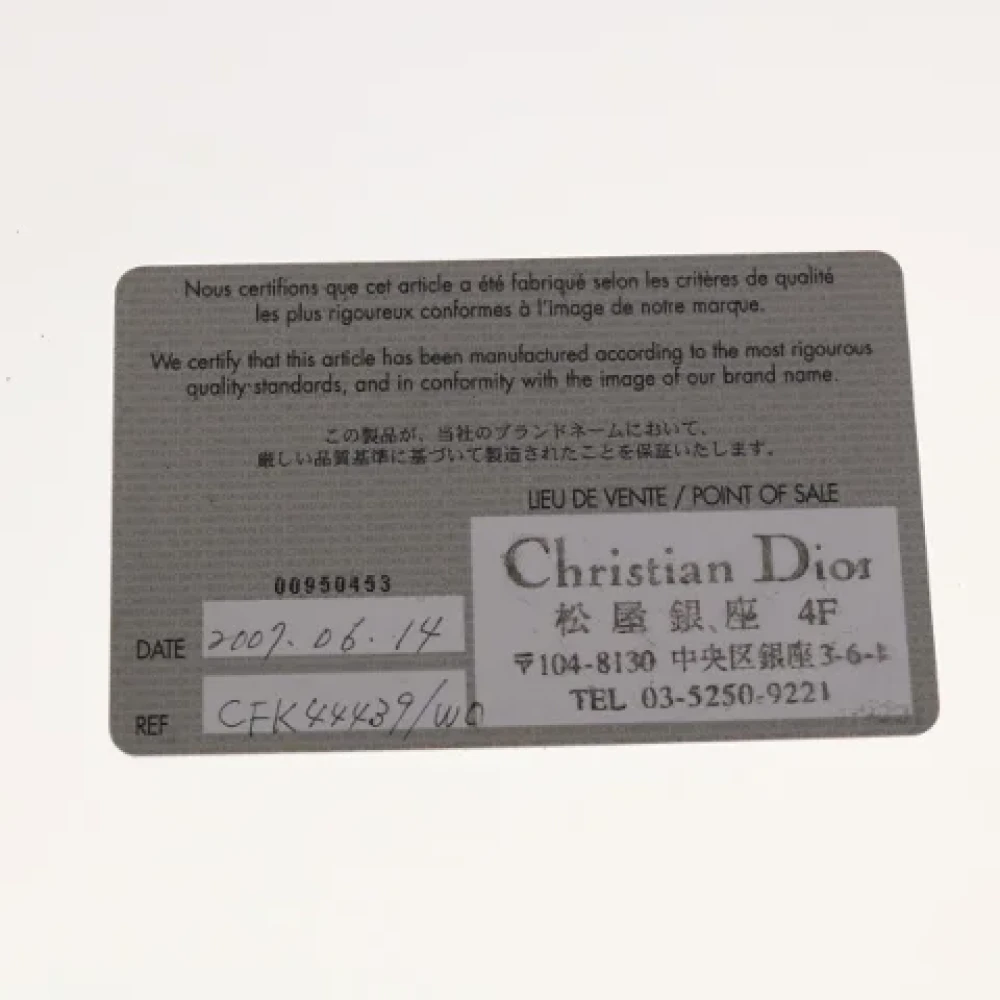 Nous certifions que cet article a été fabriqué selon les critères de qualité
les plus rigoureux conformes à l'image de notre marque.
We certify that this article has been manufactured according to the most rigourous
quality standards, and in conformity with the image of our brand name.
この製品が、当社のブランドネームにおいて、
厳しい品質基準に基づいて製造されたことを保証いたします。
LIEU DE VENTE / POINT OF SALE
Christian Dior
松屋銀座 4F
〒104-8130 中央区銀座3-6-1
TEL 03-5250-9221
00950453
DATE 2007.06.14
REF CFK44439/W0